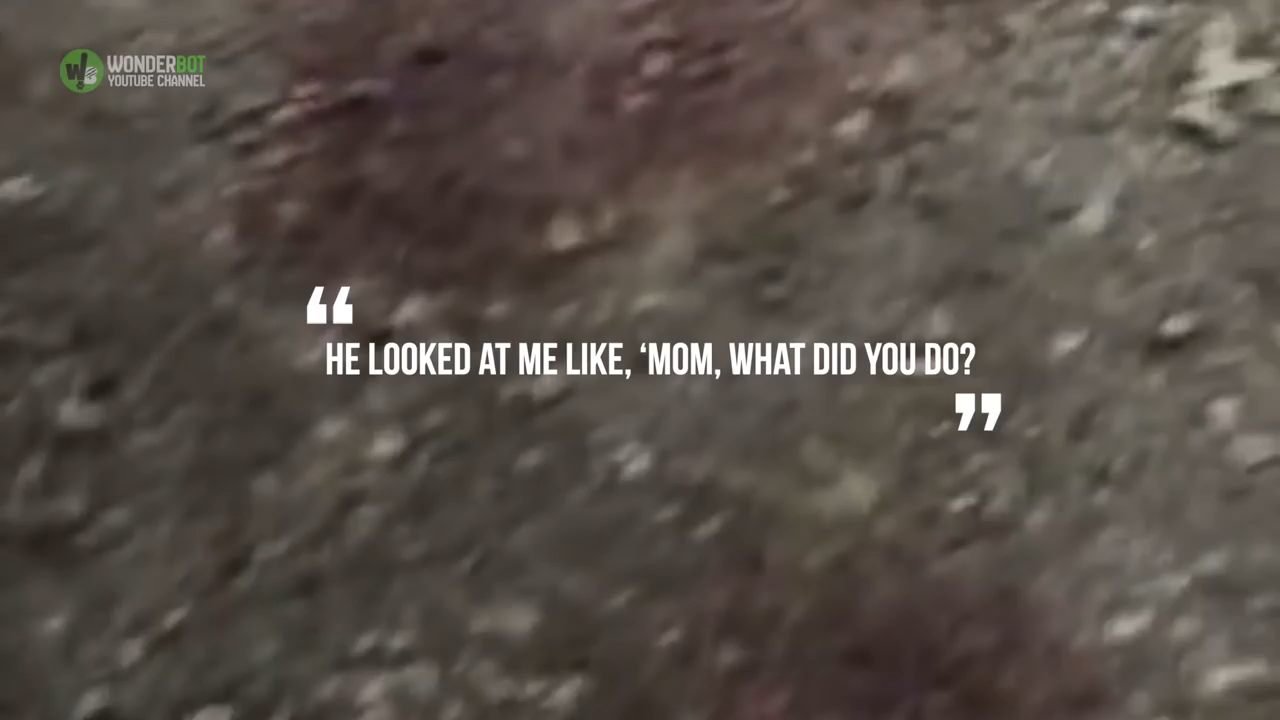 WONDERBOT
YOUTUBE CHANNEL
“
HE LOOKED AT ME LIKE, ‘MOM, WHAT DID YOU DO?
”